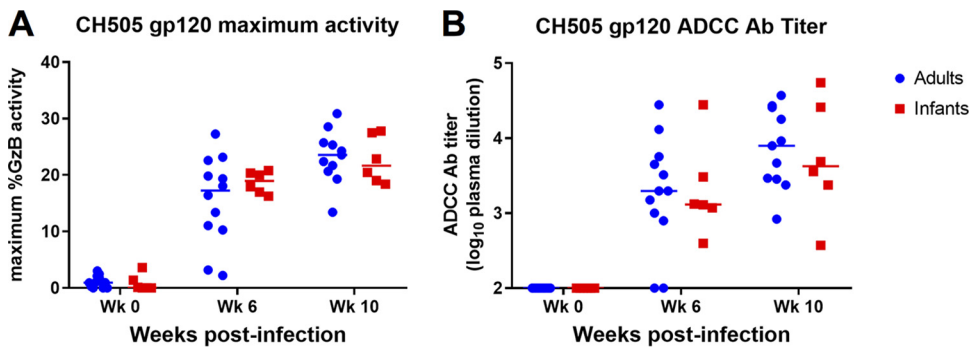 A
CH505 gp120 maximum activity
maximum %GzB activity
40
30
20
10
0
Wk 0
Wk 6
Wk 10
Weeks post-infection
B
CH505 gp120 ADCC Ab Titer
ADCC Ab titer
(log10 plasma dilution)
5
4
3
2
Wk 0
Wk 6
Wk 10
Weeks post-infection
Adults
Infants